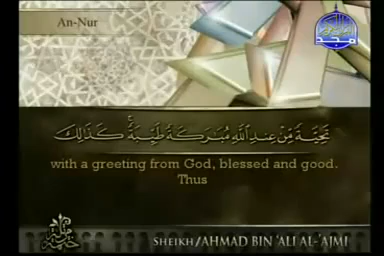 An-Nur
المجد
تَحِيَّةً مِّنْ عِندِ اللَّهِ مُبَارَكَةً طَيِّبَةً ۚ كَذَٰلِكَ
with a greeting from God, blessed and good.
Thus
SHEIKH/AHMAD BIN 'ALI AL-'AJMI